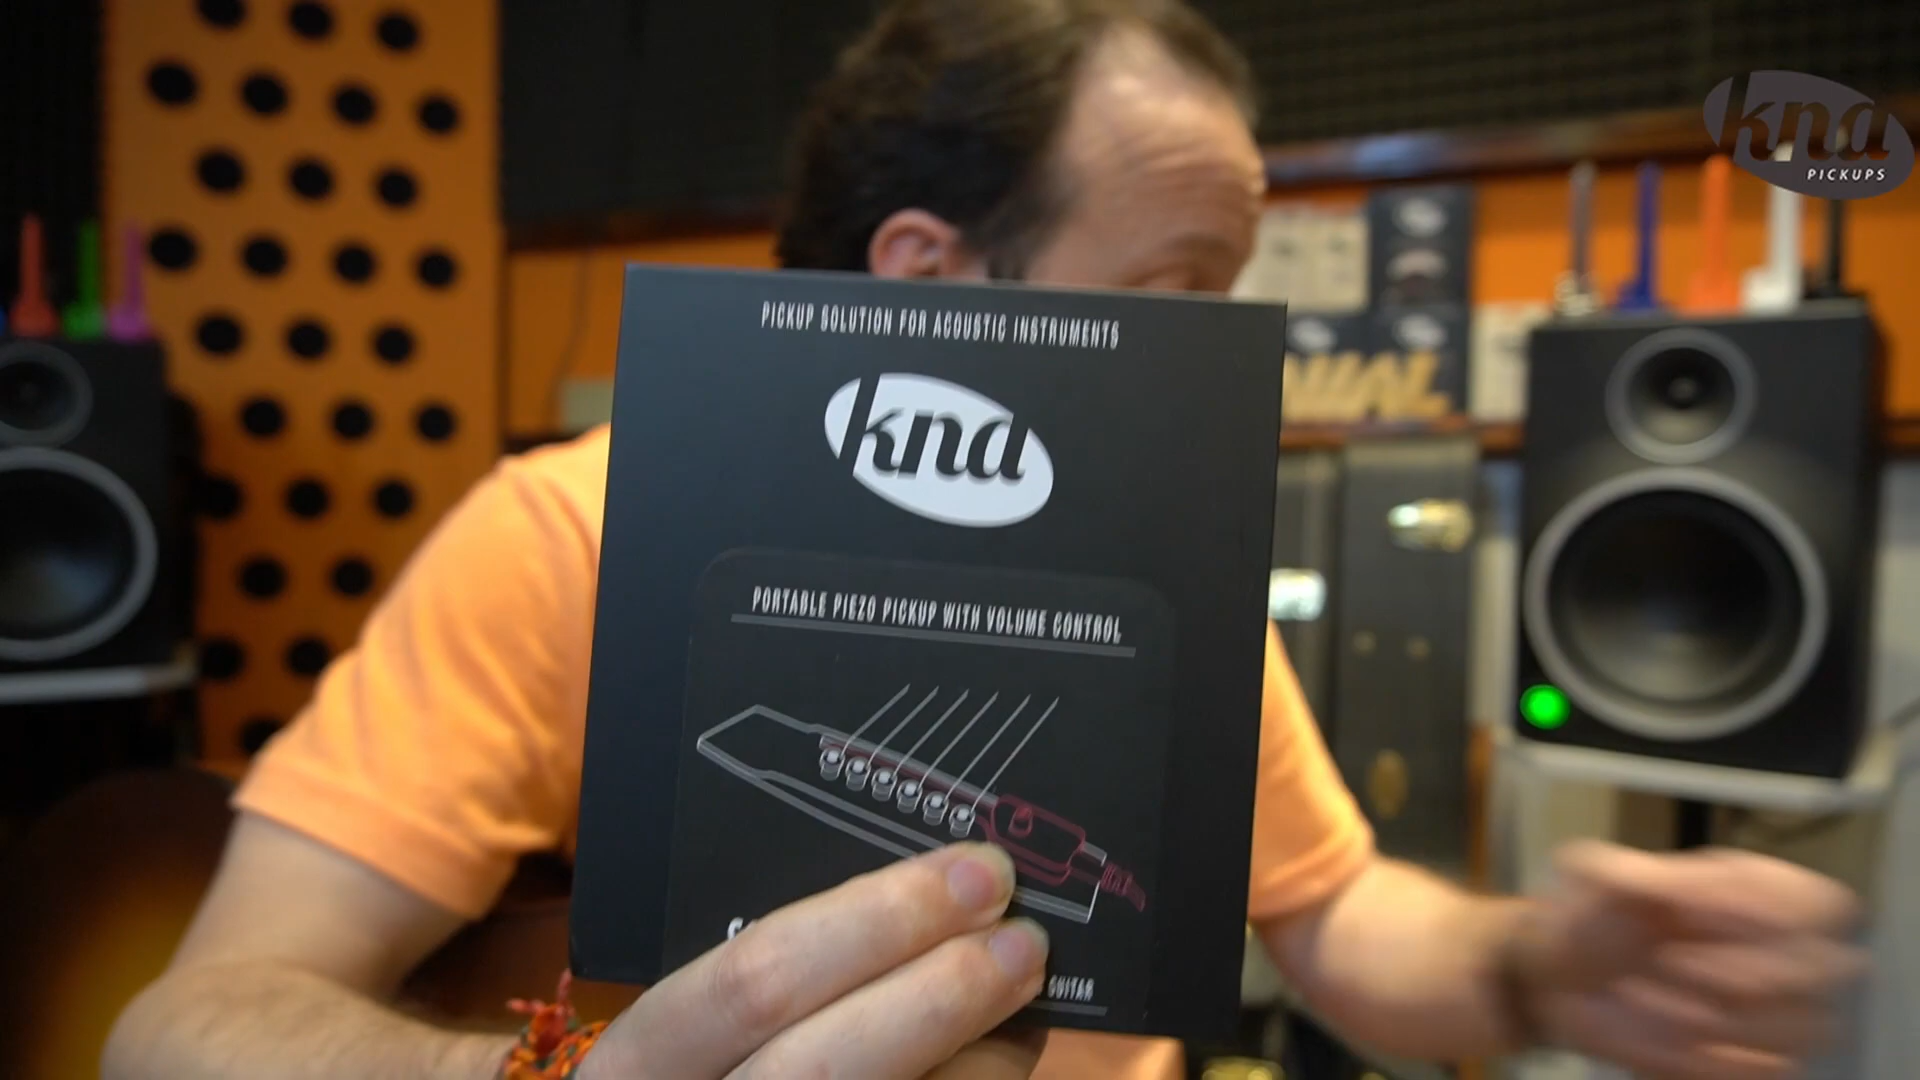 kna
PICKUPS
PICKUP SOLUTION FOR ACOUSTIC INSTRUMENTS
kna
PORTABLE PIEZO PICKUP WITH VOLUME CONTROL
GUITAR